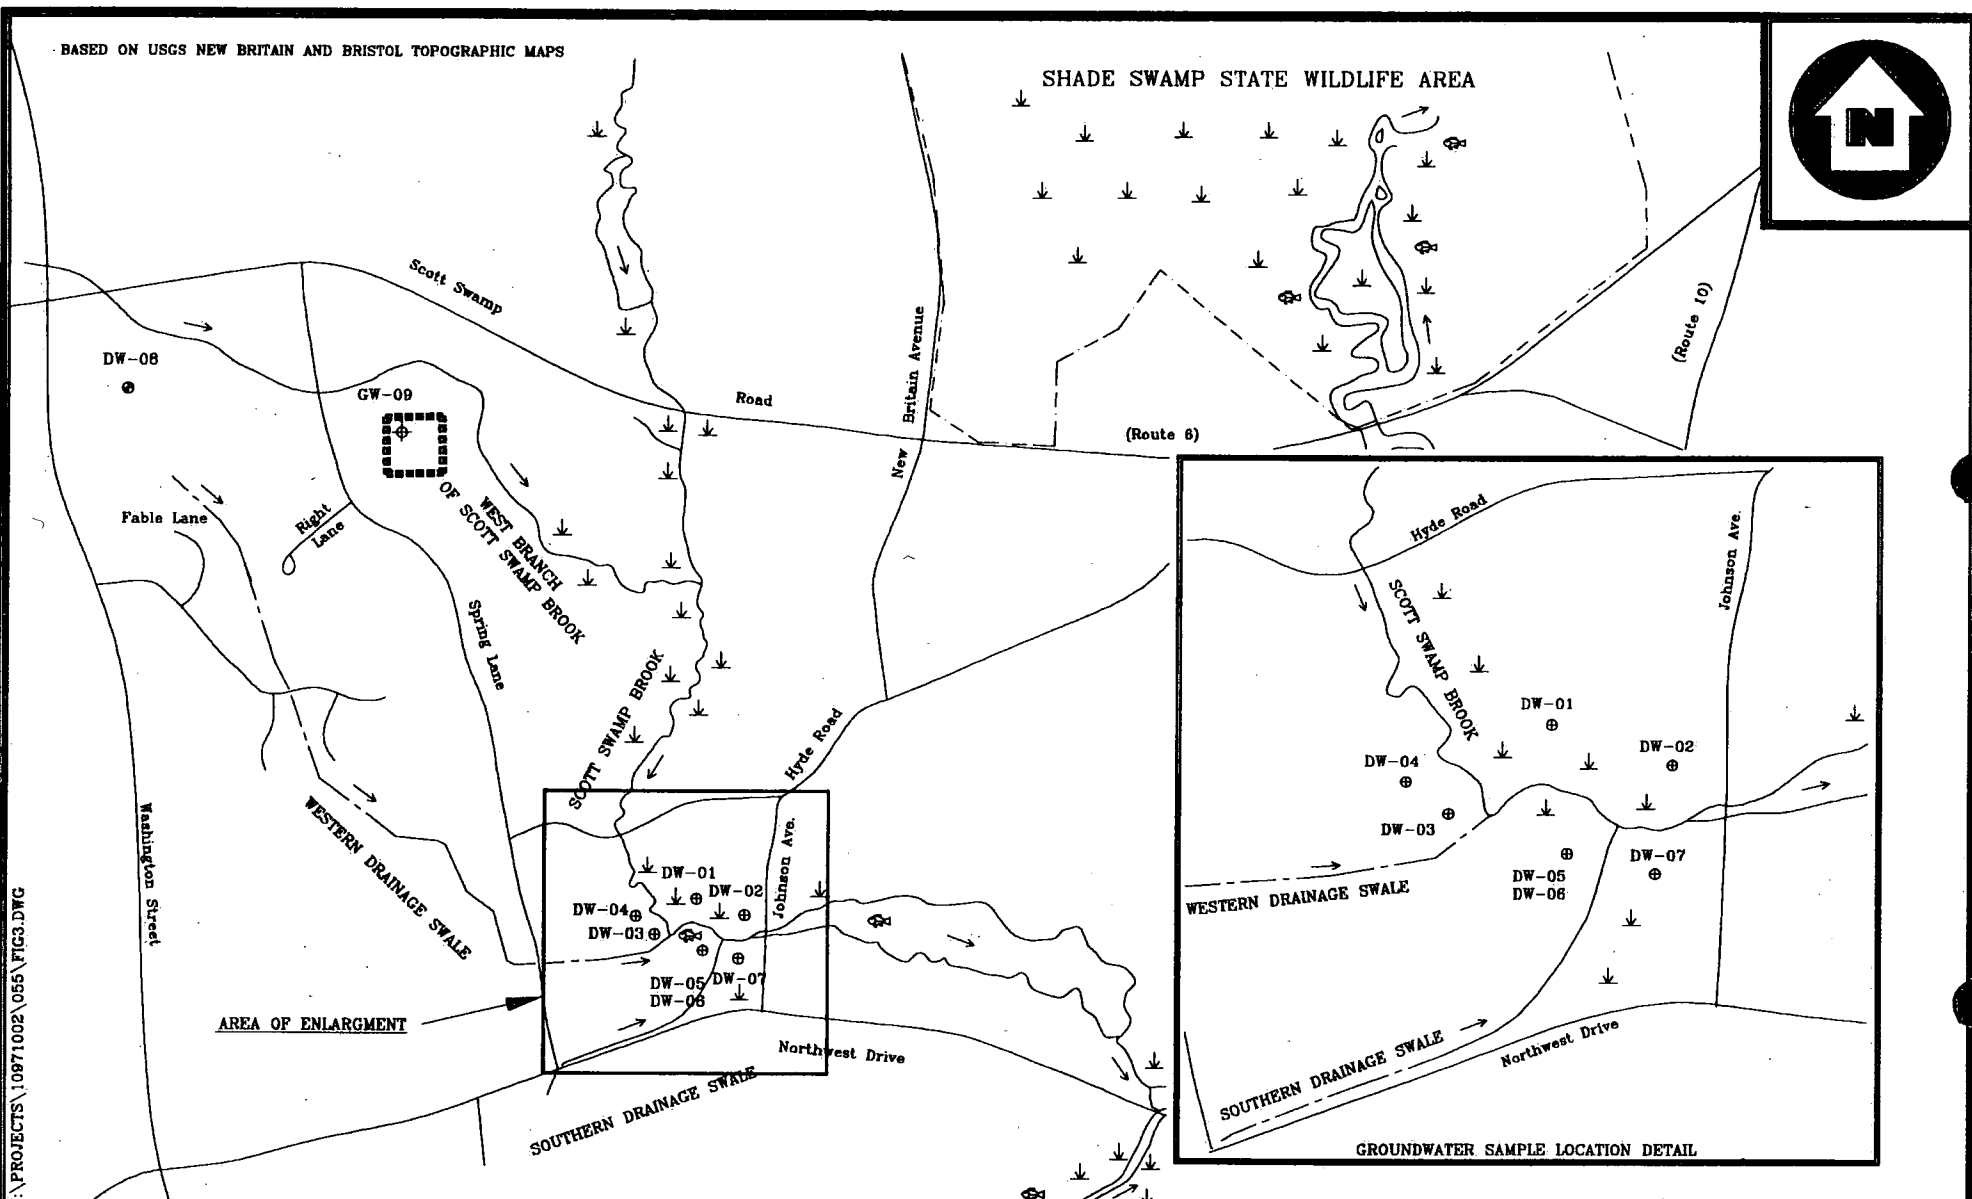 BASED ON USGS NEW BRITAIN AND BRISTOL TOPOGRAPHIC MAPS
SHADE SWAMP STATE WILDLIFE AREA
N
Scott Swamp
Road
(Route 6)
New Britain Avenue
(Route 10)
DW-08
GW-09
Fable Lane
Right
Lane
WEST BRANCH
OF SCOTT SWAMP BROOK
Spring Lane
SCOTT SWAMP BROOK
Hyde Road
WESTERN DRAINAGE SWALE
Washington Street
Johnson Ave.
DW-01
DW-02
DW-04
DW-03
DW-05
DW-06
DW-07
AREA OF ENLARGMENT
Northwest Drive
SOUTHERN DRAINAGE SWALE
:\PROJECTS\10971002\055\FIG3.DWG
Hyde Road
Johnson Ave.
SCOTT SWAMP BROOK
DW-01
DW-02
DW-04
DW-03
DW-05
DW-06
DW-07
WESTERN DRAINAGE SWALE
SOUTHERN DRAINAGE SWALE
Northwest Drive
GROUNDWATER SAMPLE LOCATION DETAIL